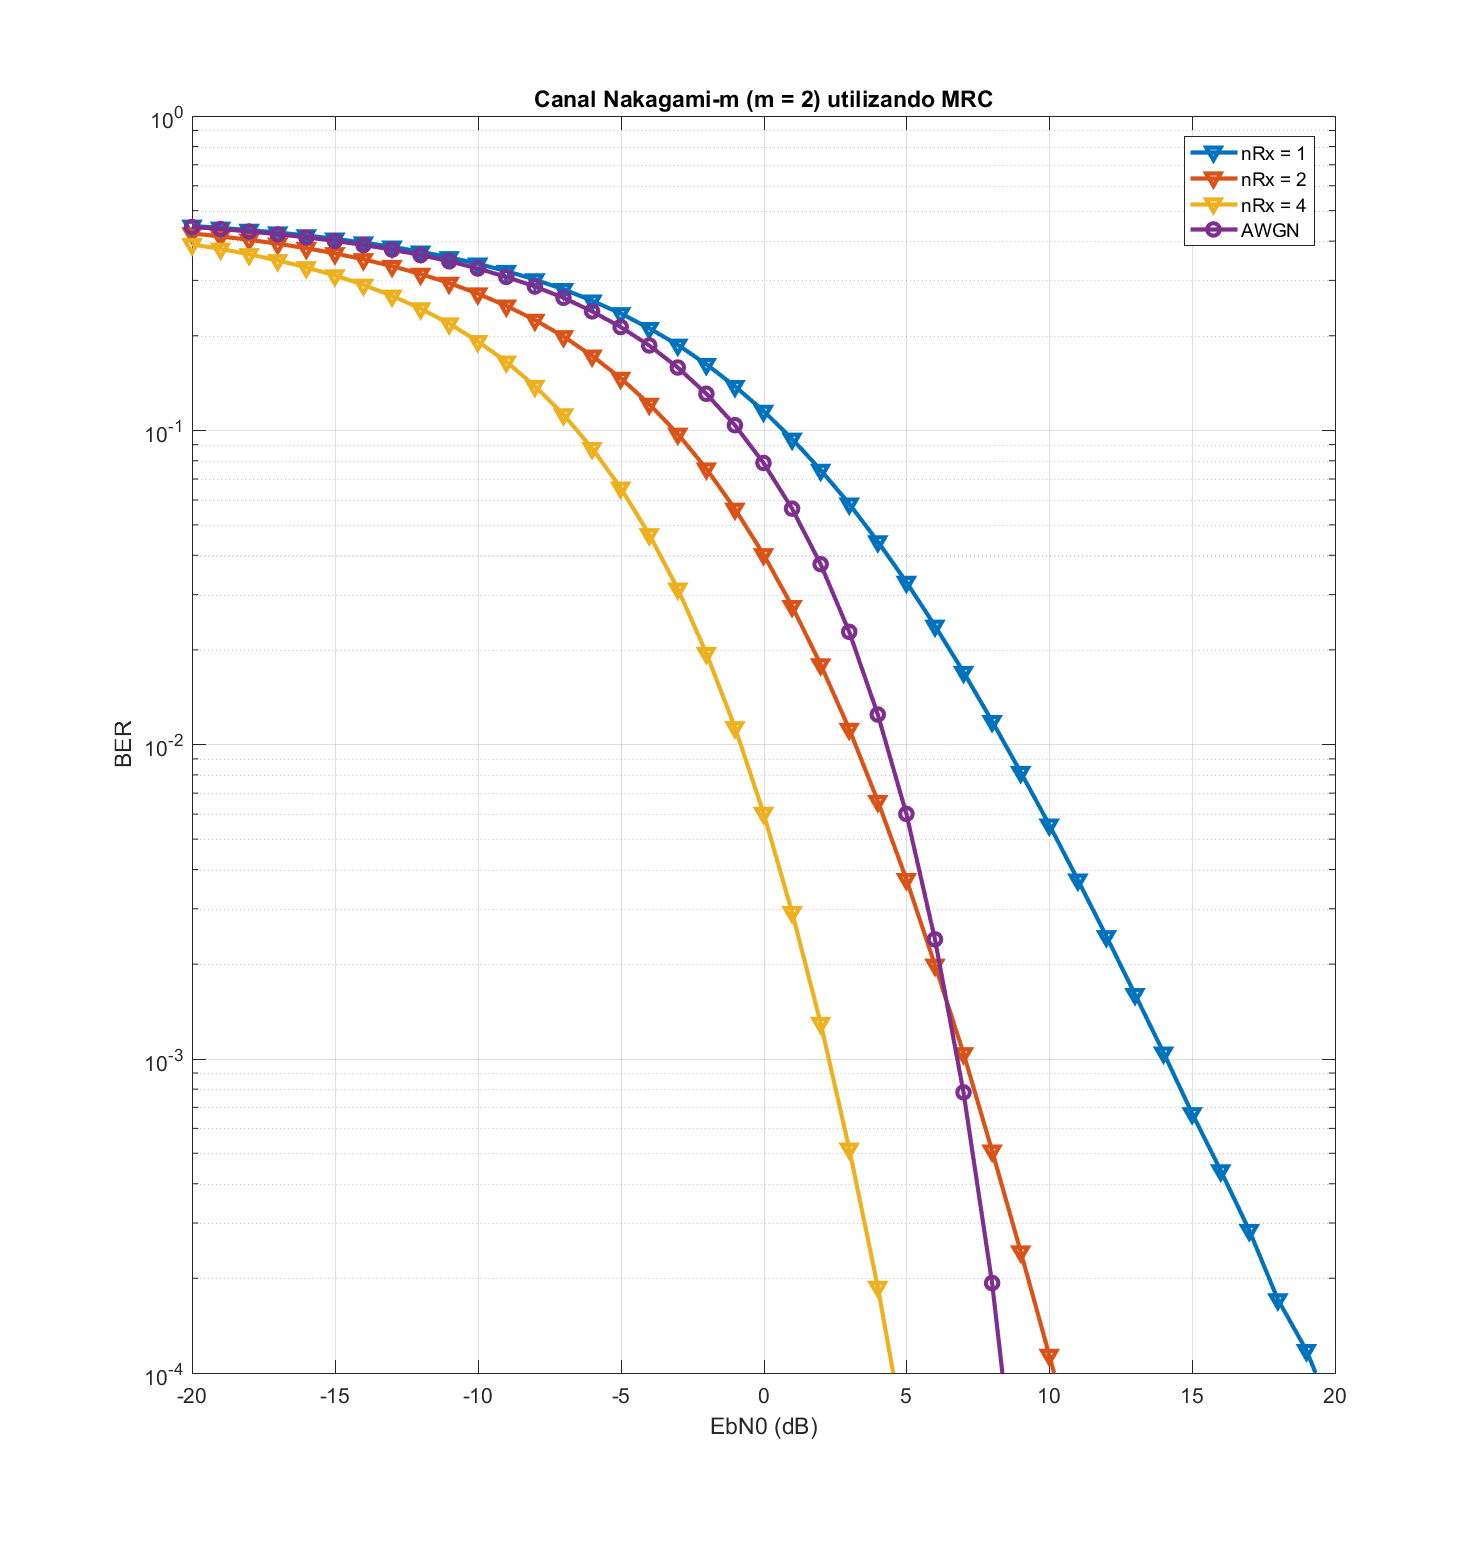 Canal Nakagami-m (m = 2) utilizando MRC
nRx = 1
nRx = 2
nRx = 4
AWGN
10^0
10^-1
10^-2
10^-3
10^-4
BER
-20 -15 -10 -5 0 5 10 15 20
EbN0 (dB)